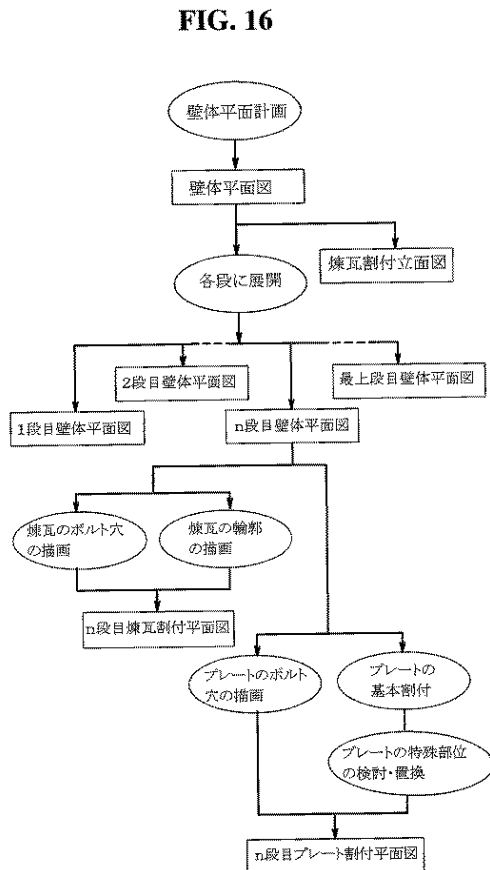 FIG. 16
壁体平面計画
壁体平面図
煉瓦割付立面図
各段に展開
2段目壁体平面図
最上段目壁体平面図
1段目壁体平面図
n段目壁体平面図
煉瓦のボルト穴
の描画
煉瓦の輪郭
の描画
n段目煉瓦割付平面図
プレートのボルト
穴の描画
プレートの
基本割付
プレートの特殊部位
の検討・置換
n段目プレート割付平面図